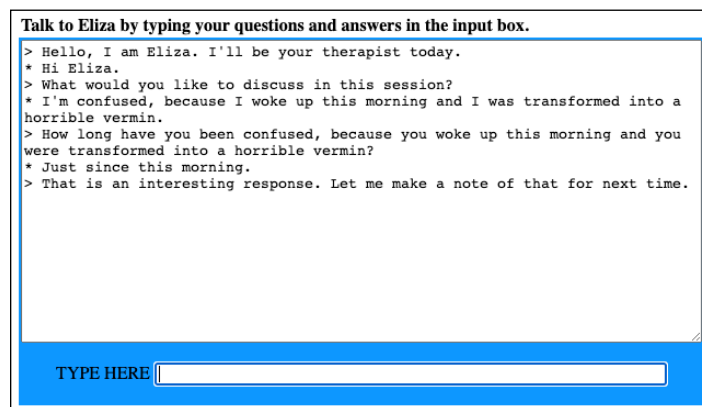 Talk to Eliza by typing your questions and answers in the input box.
> Hello, I am Eliza. I'll be your therapist today.
* Hi Eliza.
> What would you like to discuss in this session?
* I'm confused, because I woke up this morning and I was transformed into a
horrible vermin.
> How long have you been confused, because you woke up this morning and you
were transformed into a horrible vermin?
* Just since this morning.
> That is an interesting response. Let me make a note of that for next time.
TYPE HERE